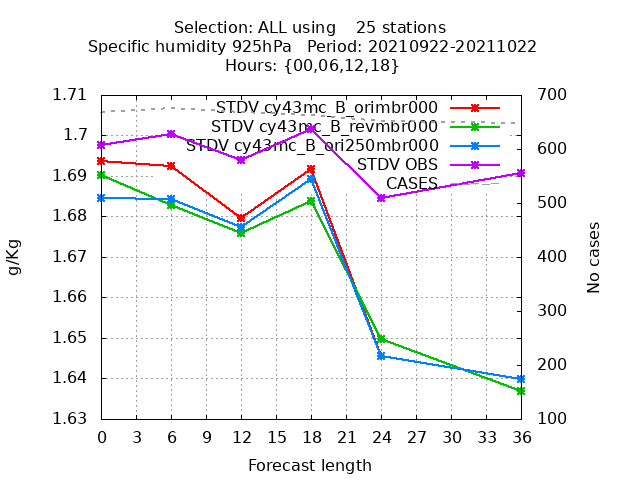 Selection: ALL using    25 stations
Specific humidity 925hPa   Period: 20210922-20211022
Hours: {00,06,12,18}
STDV cy43mc_B_orimbr000
STDV cy43mc_B_revmbr000
STDV cy43mc_B_ori250mbr000
STDV OBS
CASES
1.71
1.7
1.69
1.68
1.67
1.66
1.65
1.64
1.63
g/Kg
700
600
500
400
300
200
100
No cases
0 3 6 9 12 15 18 21 24 27 30 33 36
Forecast length